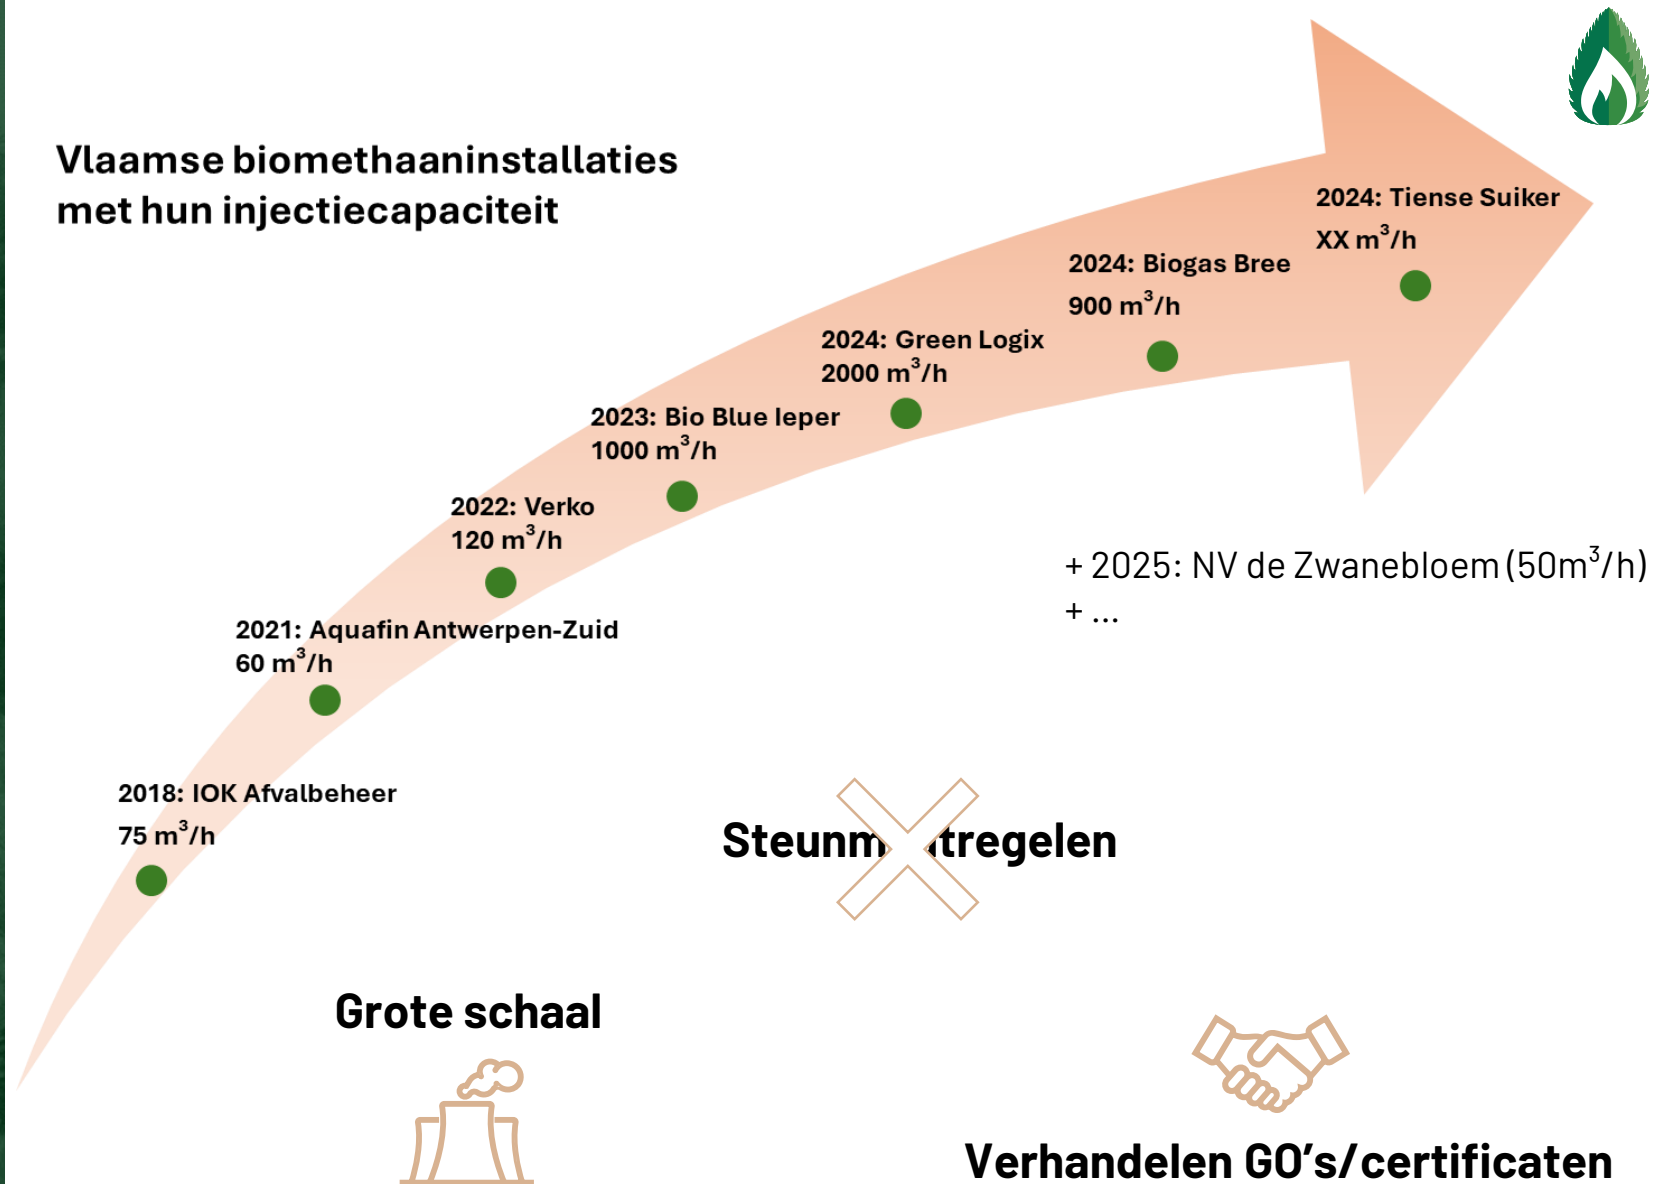 Vlaamse biomethaaninstallaties
met hun injectiecapaciteit
2024: Tiense Suiker
XX m³/h
2024: Biogas Bree
900 m³/h
2024: Green Logix
2000 m³/h
2023: Bio Blue Ieper
1000 m³/h
2022: Verko
120 m³/h
2021: Aquafin Antwerpen-Zuid
60 m³/h
2018: IOK Afvalbeheer
75 m³/h
+ 2025: NV de Zwanebloem (50m³/h)
+ ...
Steunmaatregelen
Grote schaal
Verhandelen GO's/certificaten